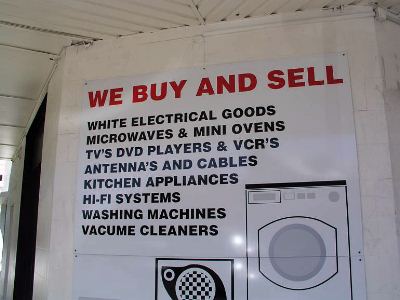 WE BUY AND SELL
WHITE ELECTRICAL GOODS
MICROWAVES & MINI OVENS
TV'S DVD PLAYERS & VCR'S
ANTENNA'S AND CABLES
KITCHEN APPLIANCES
HI-FI SYSTEMS
WASHING MACHINES
VACUME CLEANERS